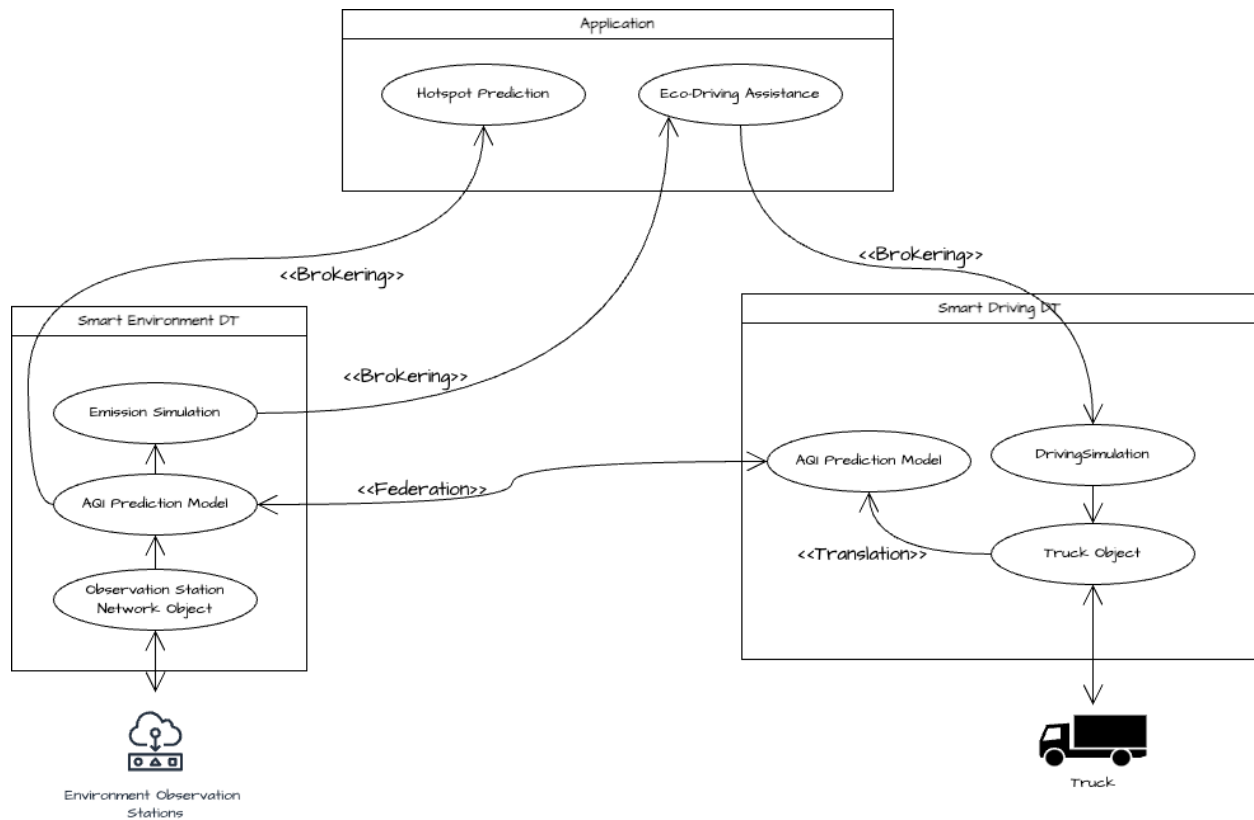 Application
Hotspot Prediction
Eco-Driving Assistance
<<Brokering>>
<<Brokering>>
<<Brokering>>
Smart Environment DT
Emission Simulation
AQI Prediction Model
Observation Station
Network Object
<<Federation>>
Smart Driving DT
AQI Prediction Model
DrivingSimulation
<<Translation>>
Truck Object
Environment Observation
Stations
Truck